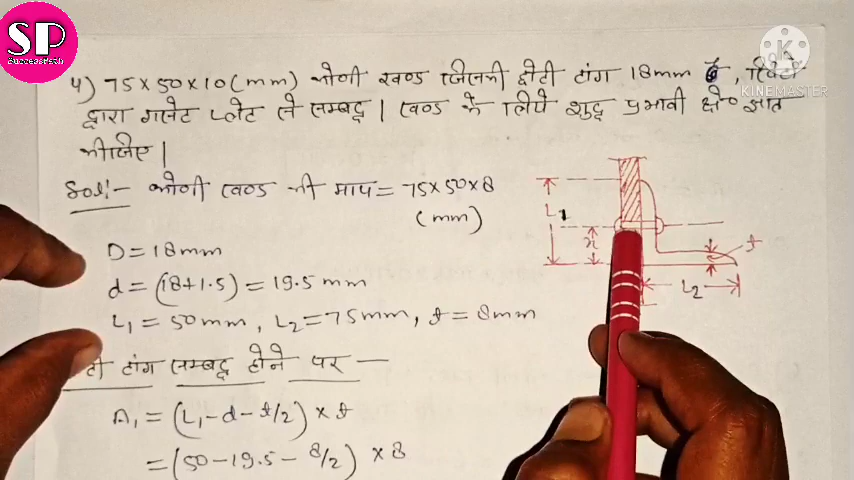 SP
Successtech
KINEMASTER
4) 75×50×10(mm) कोणी खण्ड जिसकी छोटी टांग 18mm रिवेट
द्वारा गसेट प्लेट से सम्बद्ध। खण्ड के लिये शुद्ध प्रभावी क्षे० ज्ञात
कीजिए।
Sol:- कोणी खण्ड की माप = 75×50×8
(mm)
D = 18mm
d = (18+1.5) = 19.5 mm
L₁ = 50mm, L₂ = 75mm, t = 8mm
टी टांग सम्बद्ध होने पर —
A₁ = (L₁-d-t/2) × t
= (50-19.5-8/2) × 8
L1
x
t
L₂